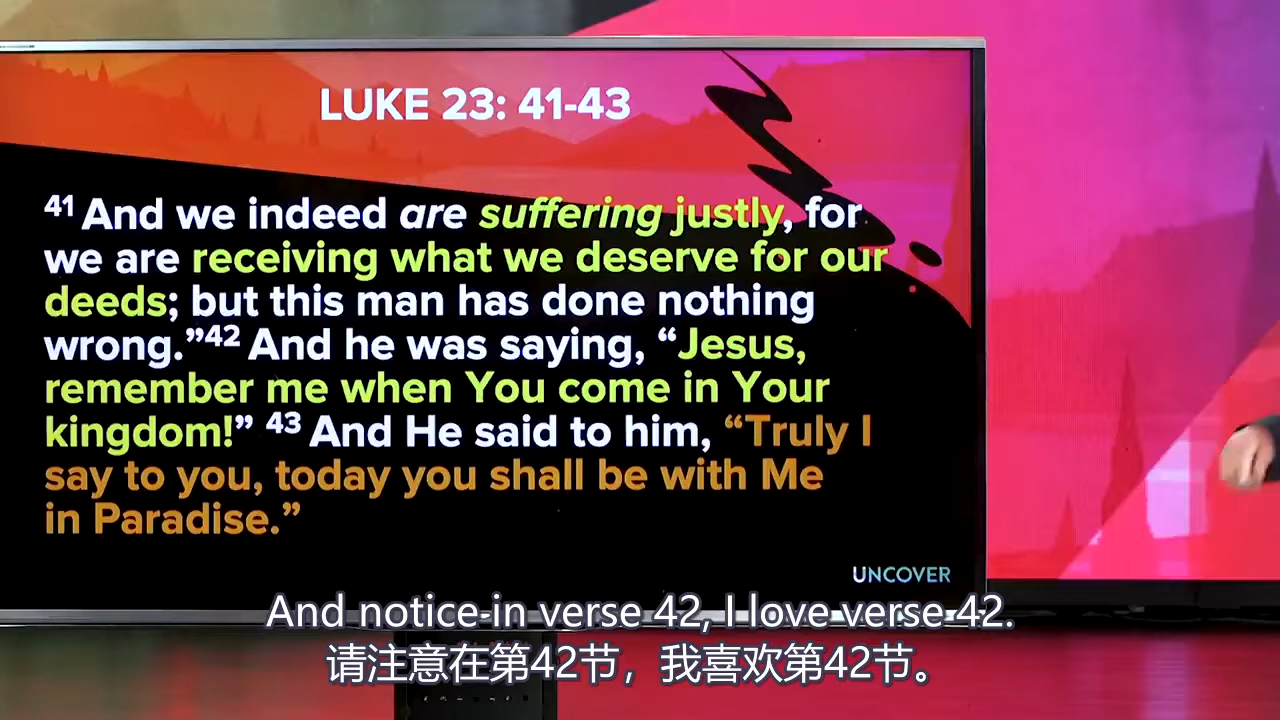 LUKE 23: 41-43
41 And we indeed are suffering justly, for
we are receiving what we deserve for our
deeds; but this man has done nothing
wrong.”42 And he was saying, “Jesus,
remember me when You come in Your
kingdom!” 43 And He said to him, “Truly I
say to you, today you shall be with Me
in Paradise.”
UNCOVER
And notice in verse 42, I love verse 42.
请注意在第42节，我喜欢第42节。